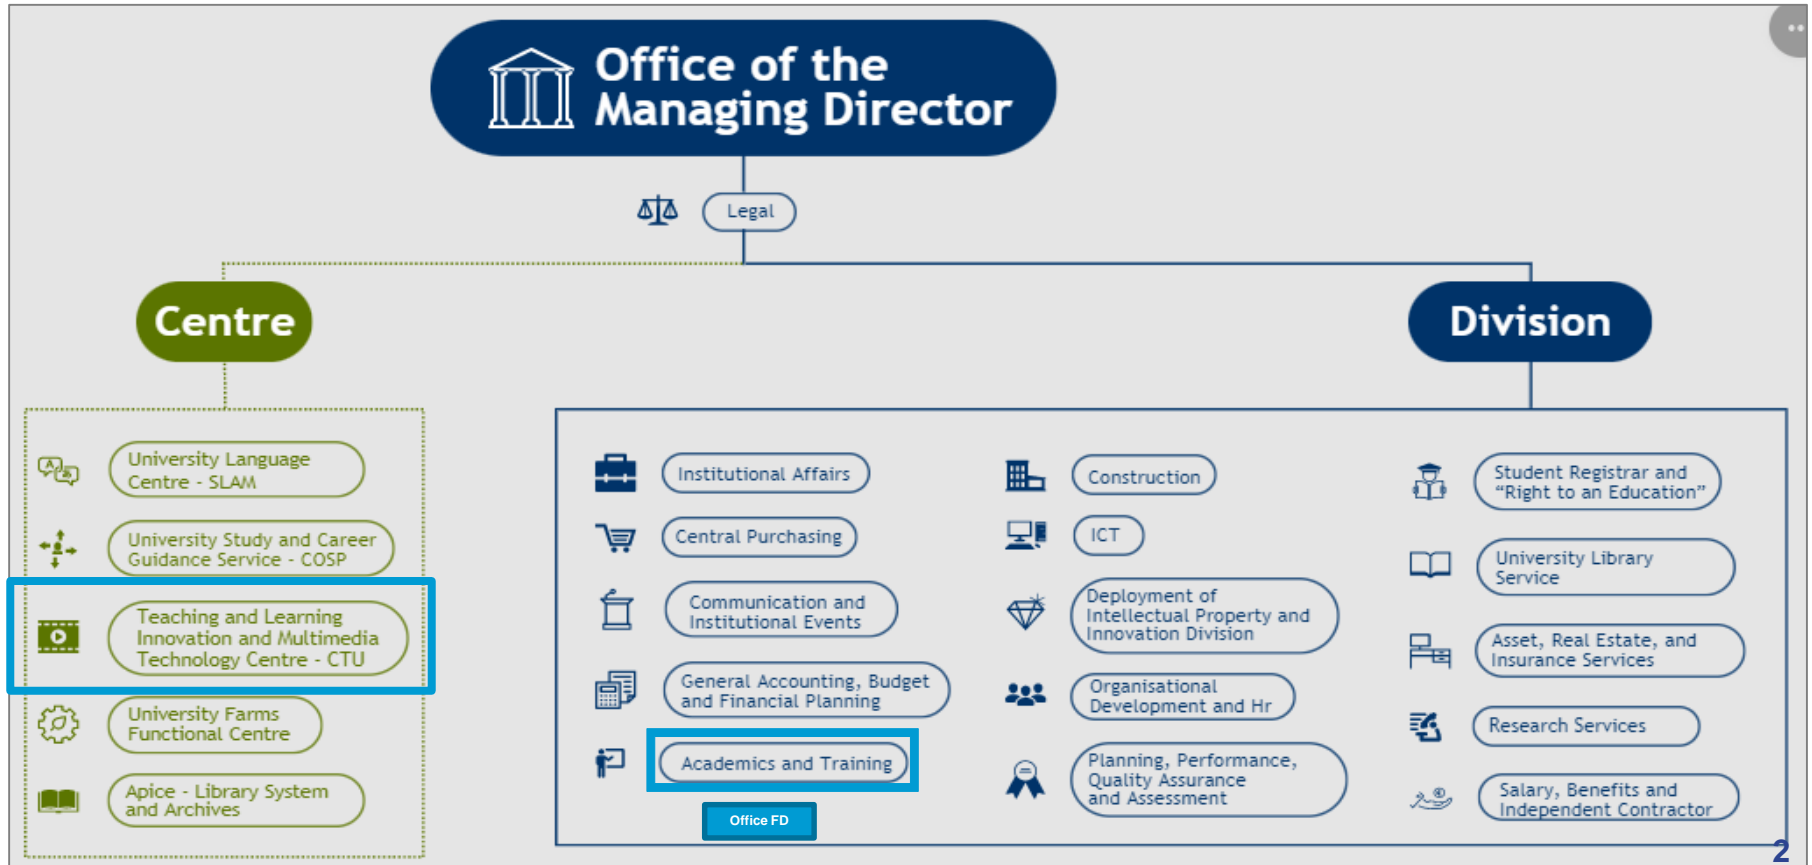 Office of the
Managing Director
Legal
Centre
Division
University Language
Centre - SLAM
University Study and Career
Guidance Service - COSP
Teaching and Learning
Innovation and Multimedia
Technology Centre - CTU
University Farms
Functional Centre
Apice - Library System
and Archives
Institutional Affairs
Central Purchasing
Communication and
Institutional Events
General Accounting, Budget
and Financial Planning
Academics and Training
Office FD
Construction
ICT
Deployment of
Intellectual Property and
Innovation Division
Organisational
Development and Hr
Planning, Performance,
Quality Assurance
and Assessment
Student Registrar and
“Right to an Education”
University Library
Service
Asset, Real Estate, and
Insurance Services
Research Services
Salary, Benefits and
Independent Contractor
2